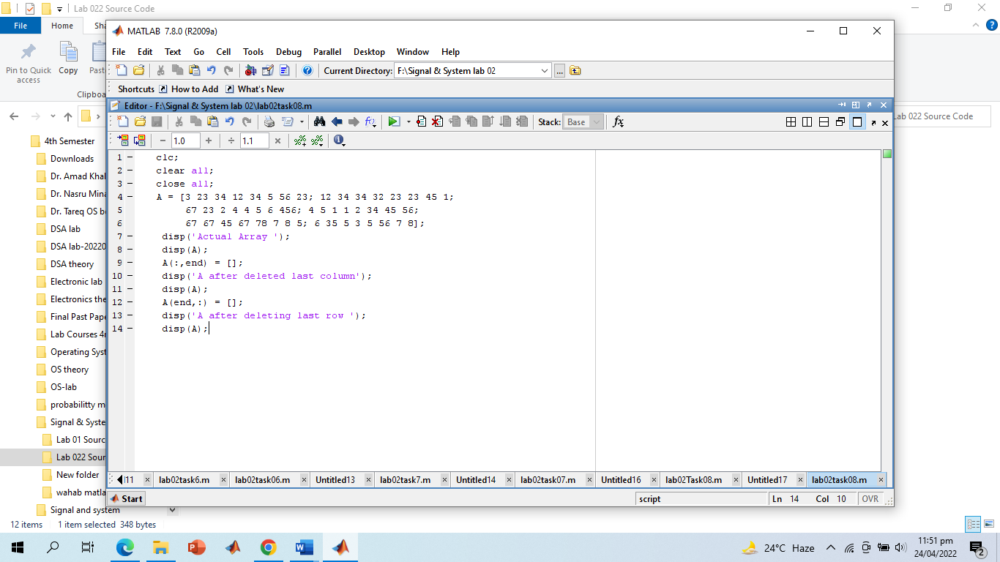 Lab 022 Source Code
File Home Sha
Pin to Quick access
Copy
Paste
Clipboa
Lab 022 Source Code
4th Semester
Downloads
Dr. Amad Khal
Dr. Nasru Mina
Dr. Tareq OS b
DSA lab
DSA lab-20220
DSA theory
Electronic lab
Electronics the
Final Past Pape
Lab Courses 4r
Operating Syst
OS theory
OS-lab
probabilitty m
Signal & Syste
Lab 01 Sourc
Lab 022 Sour
New folder
wahab matla
Signal and system
12 items 1 item selected 348 bytes
MATLAB 7.8.0 (R2009a)
File Edit Text Go Cell Tools Debug Parallel Desktop Window Help
Current Directory: F:\Signal & System lab 02 ...
Shortcuts How to Add What's New
Editor - F:\Signal & System lab 02\lab02task08.m
Stack: Base fx
− 1.0 + ÷ 1.1 ×
1 − clc;
2 − clear all;
3 − close all;
4 − A = [3 23 34 12 34 5 56 23; 12 34 34 32 23 23 45 1;
5 67 23 2 4 4 5 6 456; 4 5 1 1 2 34 45 56;
6 67 67 45 67 78 7 8 5; 6 35 5 3 5 56 7 8];
7 − disp('Actual Array ');
8 − disp(A);
9 − A(:,end) = [];
10 − disp('A after deleted last column');
11 − disp(A);
12 − A(end,:) = [];
13 − disp('A after deleting last row ');
14 − disp(A);
l11 lab02task6.m lab02task06.m Untitled13 lab02task7.m Untitled14 lab02task07.m Untitled16 lab02Task08.m Untitled17 lab02task08.m
Start script Ln 14 Col 10 OVR
24°C Haze
11:51 pm
24/04/2022
2